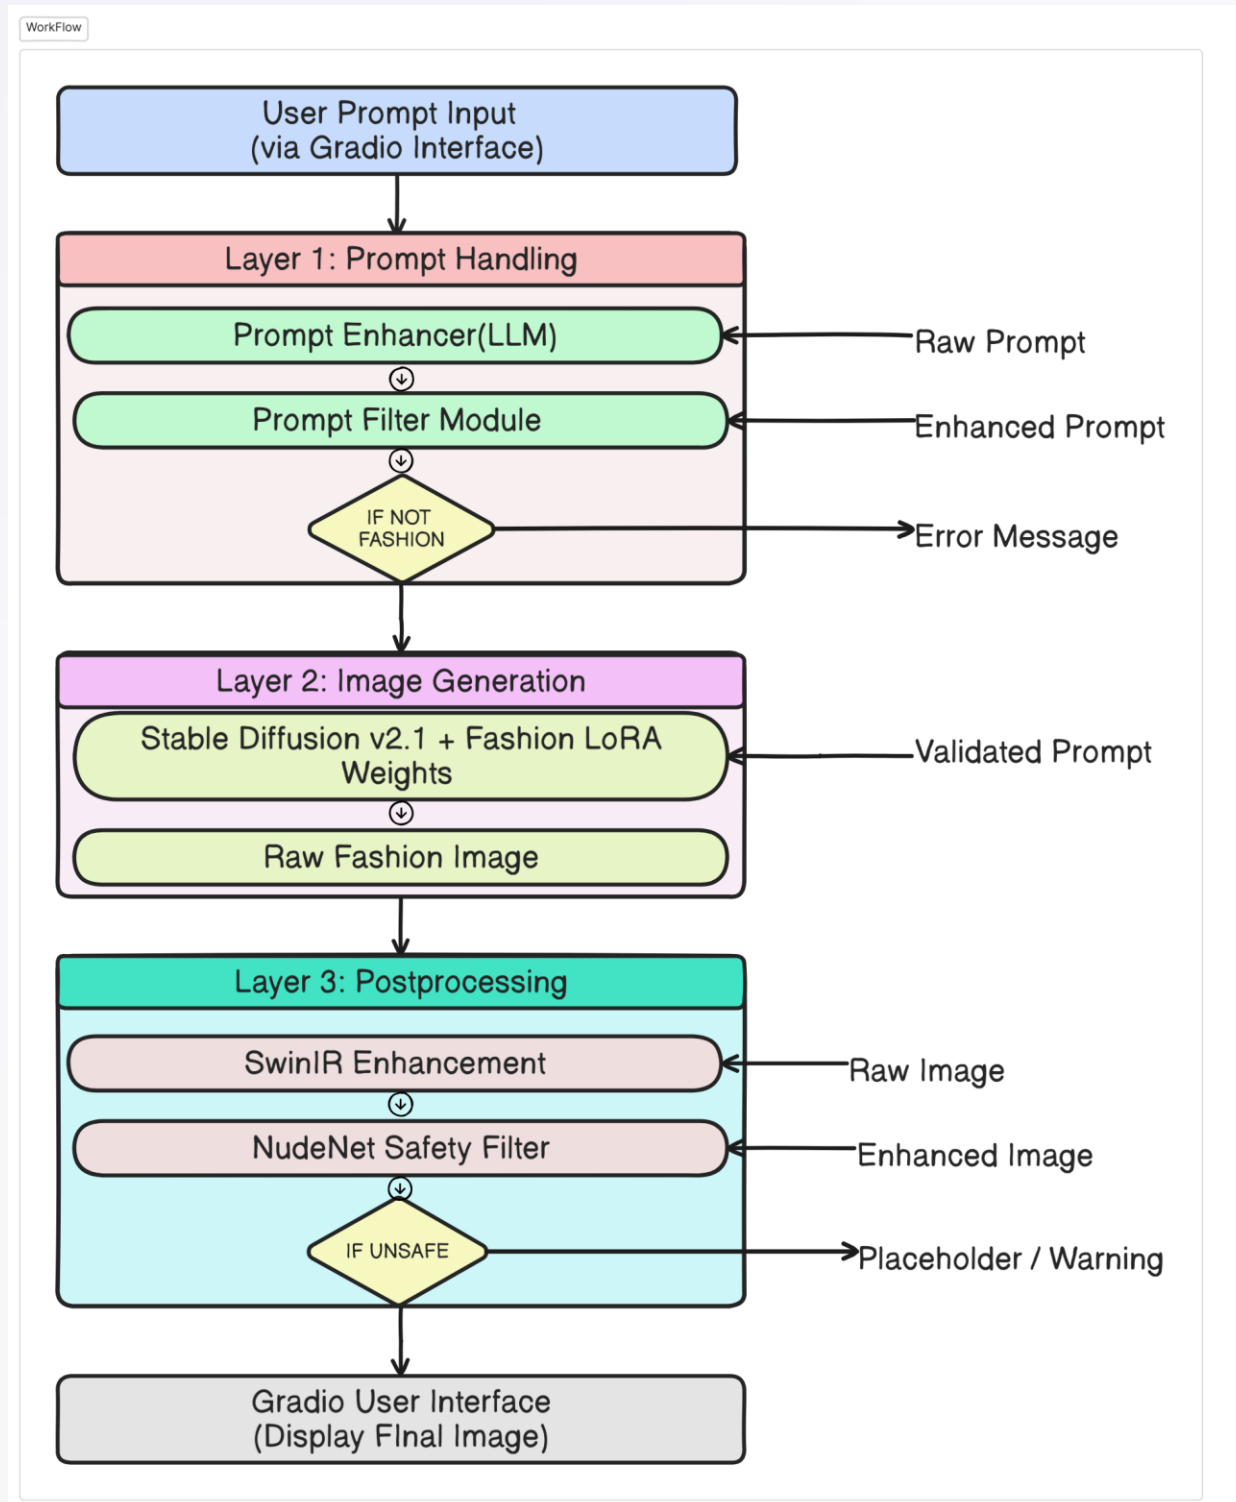 WorkFlow
User Prompt Input
(via Gradio Interface)
Layer 1: Prompt Handling
Prompt Enhancer(LLM)
Raw Prompt
Prompt Filter Module
Enhanced Prompt
IF NOT
FASHION
Error Message
Layer 2: Image Generation
Stable Diffusion v2.1 + Fashion LoRA
Weights
Validated Prompt
Raw Fashion Image
Layer 3: Postprocessing
SwinIR Enhancement
Raw Image
NudeNet Safety Filter
Enhanced Image
IF UNSAFE
Placeholder / Warning
Gradio User Interface
(Display FInal Image)